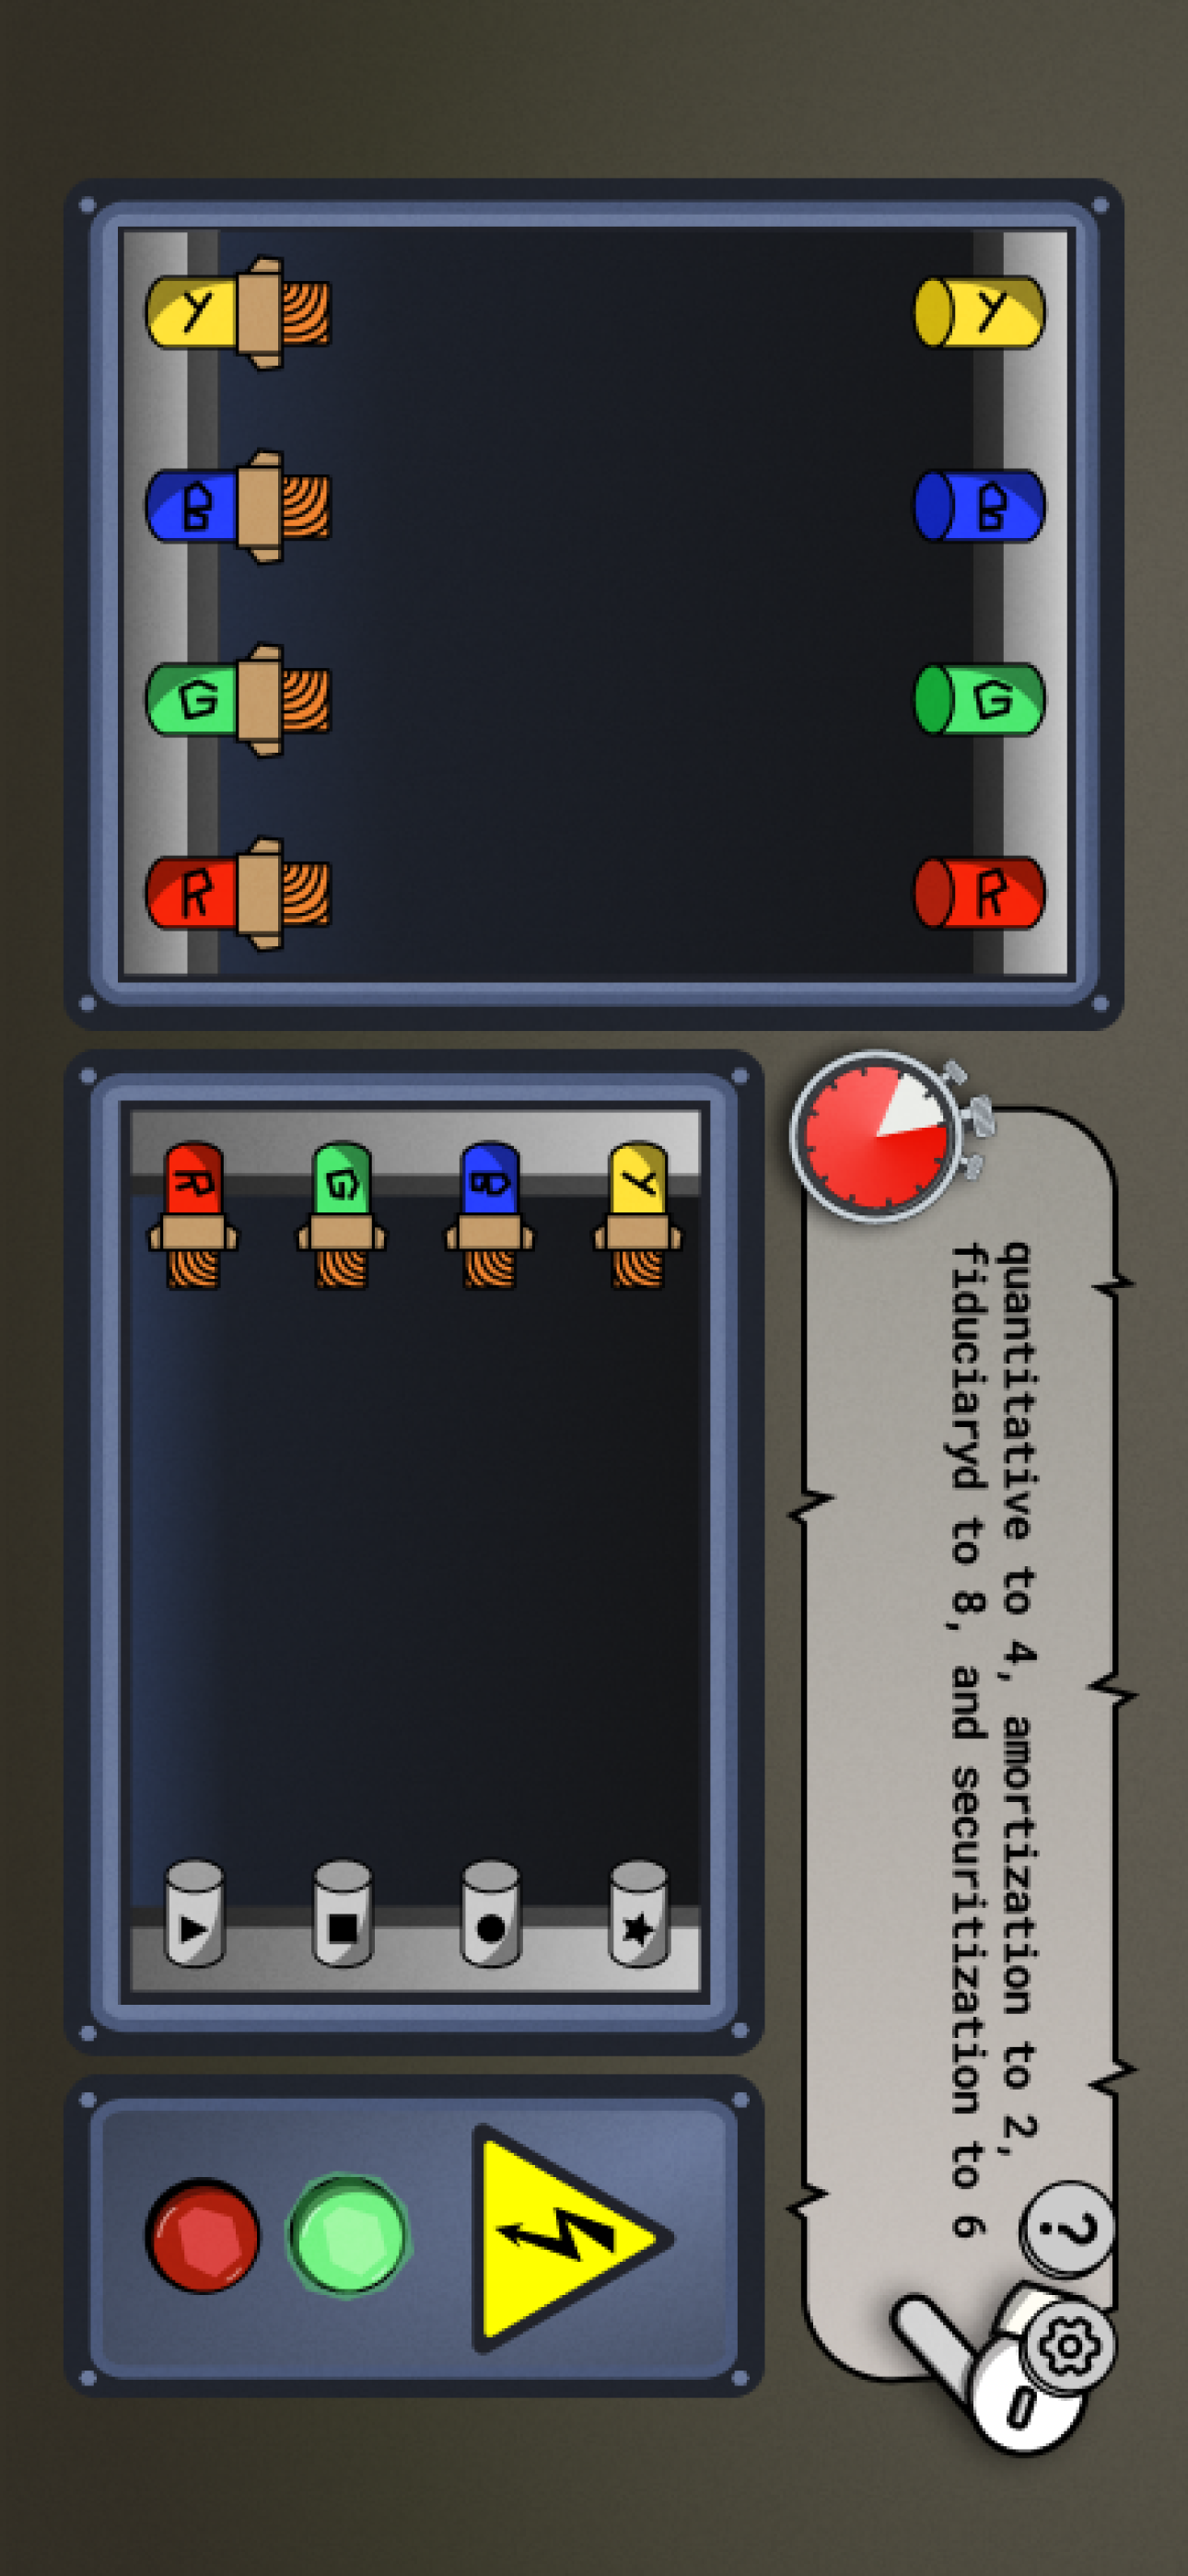 Y
B
G
R
Y
B
G
R
R
G
B
Y
quantitative to 4, amortization to 2,
fiduciaryd to 8, and securitization to 6
?